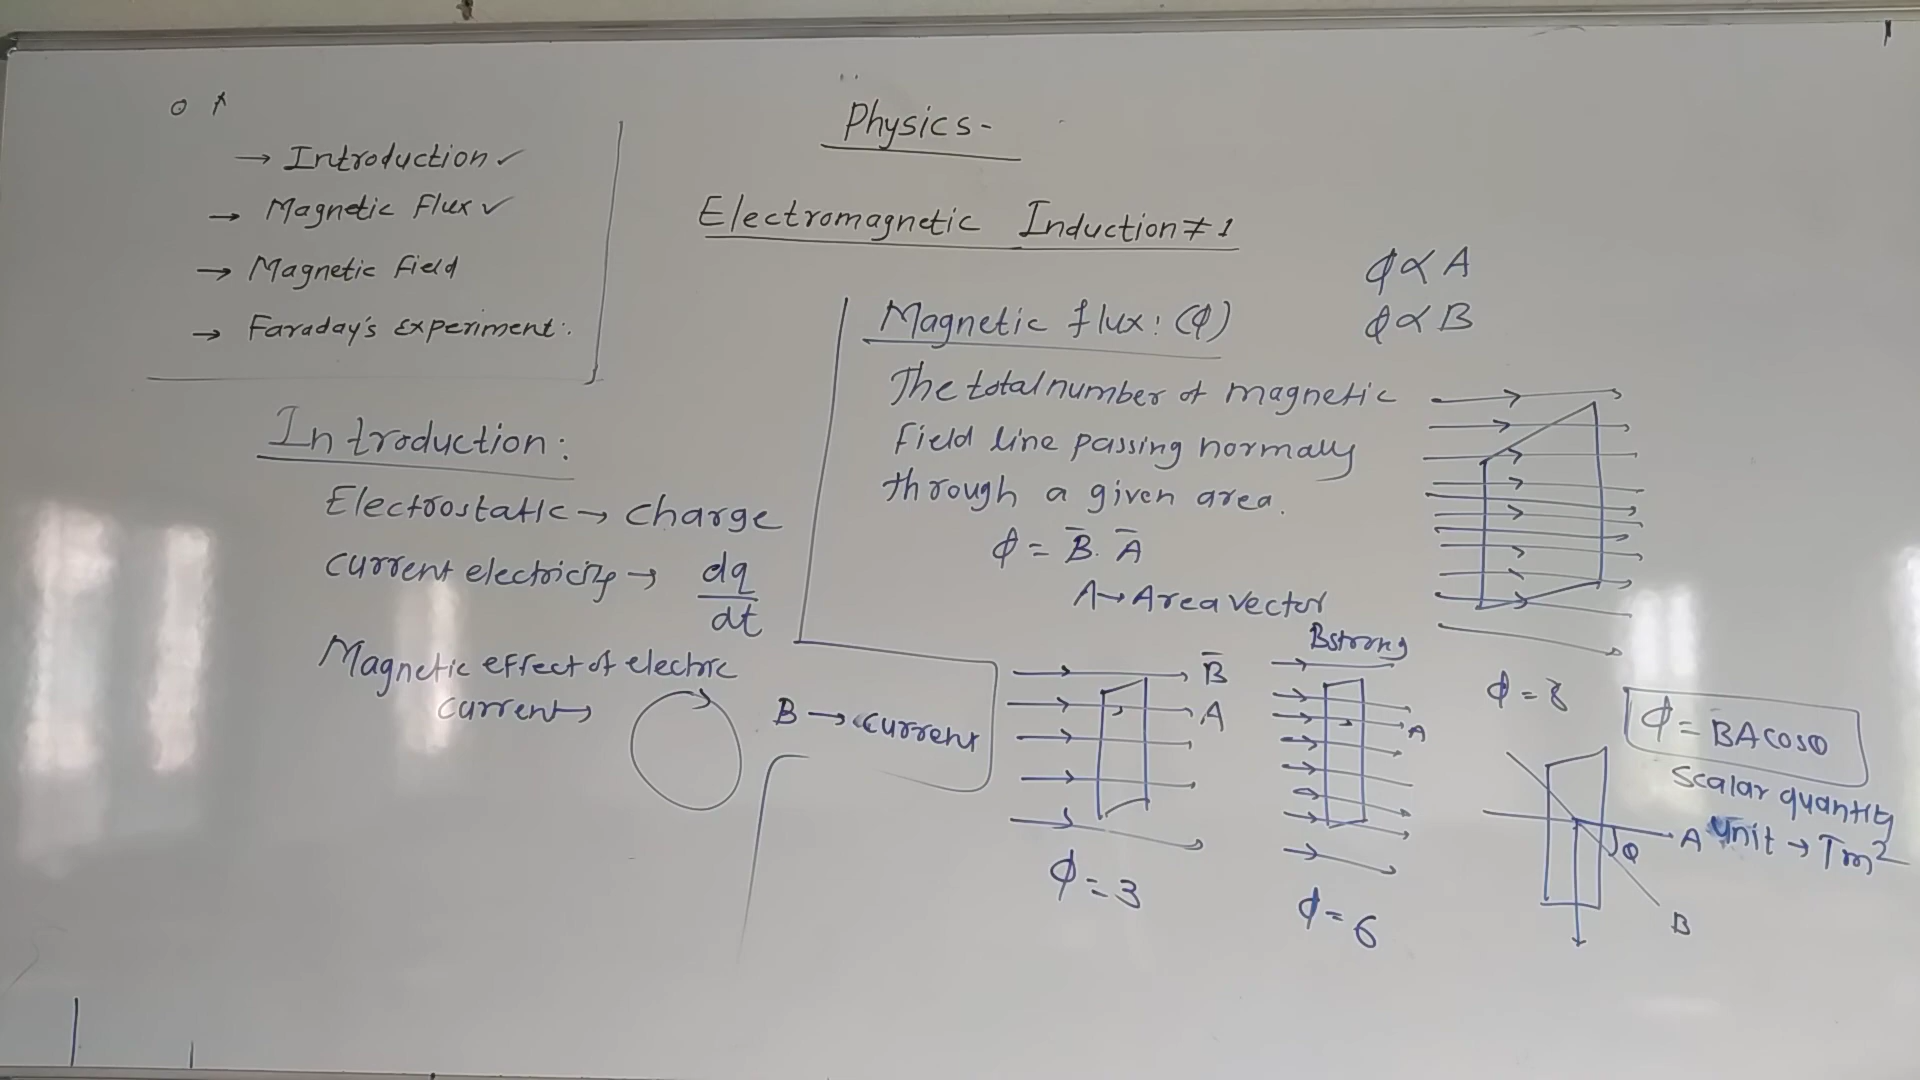 Physics-
Electromagnetic Induction # 1
→ Introduction ✓
→ Magnetic Flux ✓
→ Magnetic Field
→ Faraday's Experiment:.
Introduction:
Electrostatic → charge
current electricity → dq/dt
Magnetic effect of electric
current →
B → current
Magnetic flux: (ϕ)
The total number of magnetic
field line passing normally
through a given area.
ϕ = B̄. Ā
A → Area vector
ϕ ∝ A
ϕ ∝ B
B̄
A
ϕ = 3
B strong
A
ϕ = 6
ϕ = 8
ϕ = BA cosθ
Scalar quantity
unit → Tm²
A
θ
B